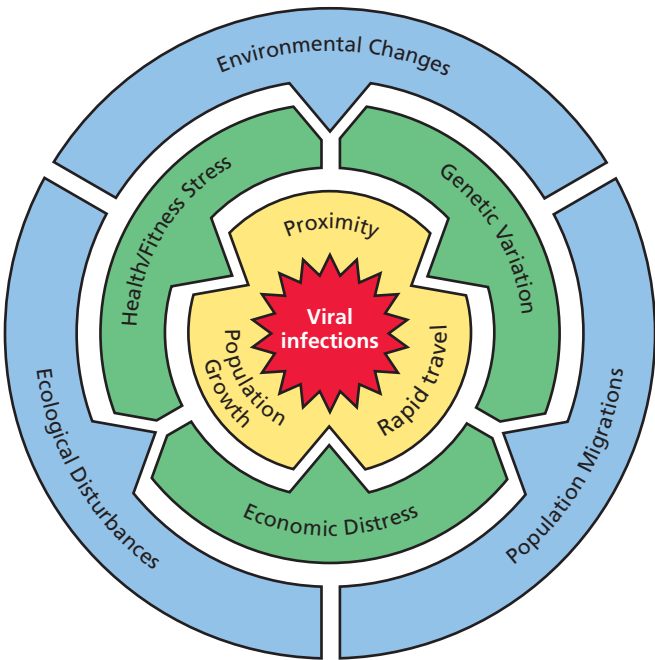 Environmental Changes
Health/Fitness Stress
Genetic Variation
Proximity
Viral
infections
Population
Growth
Rapid travel
Ecological Disturbances
Population Migrations
Economic Distress